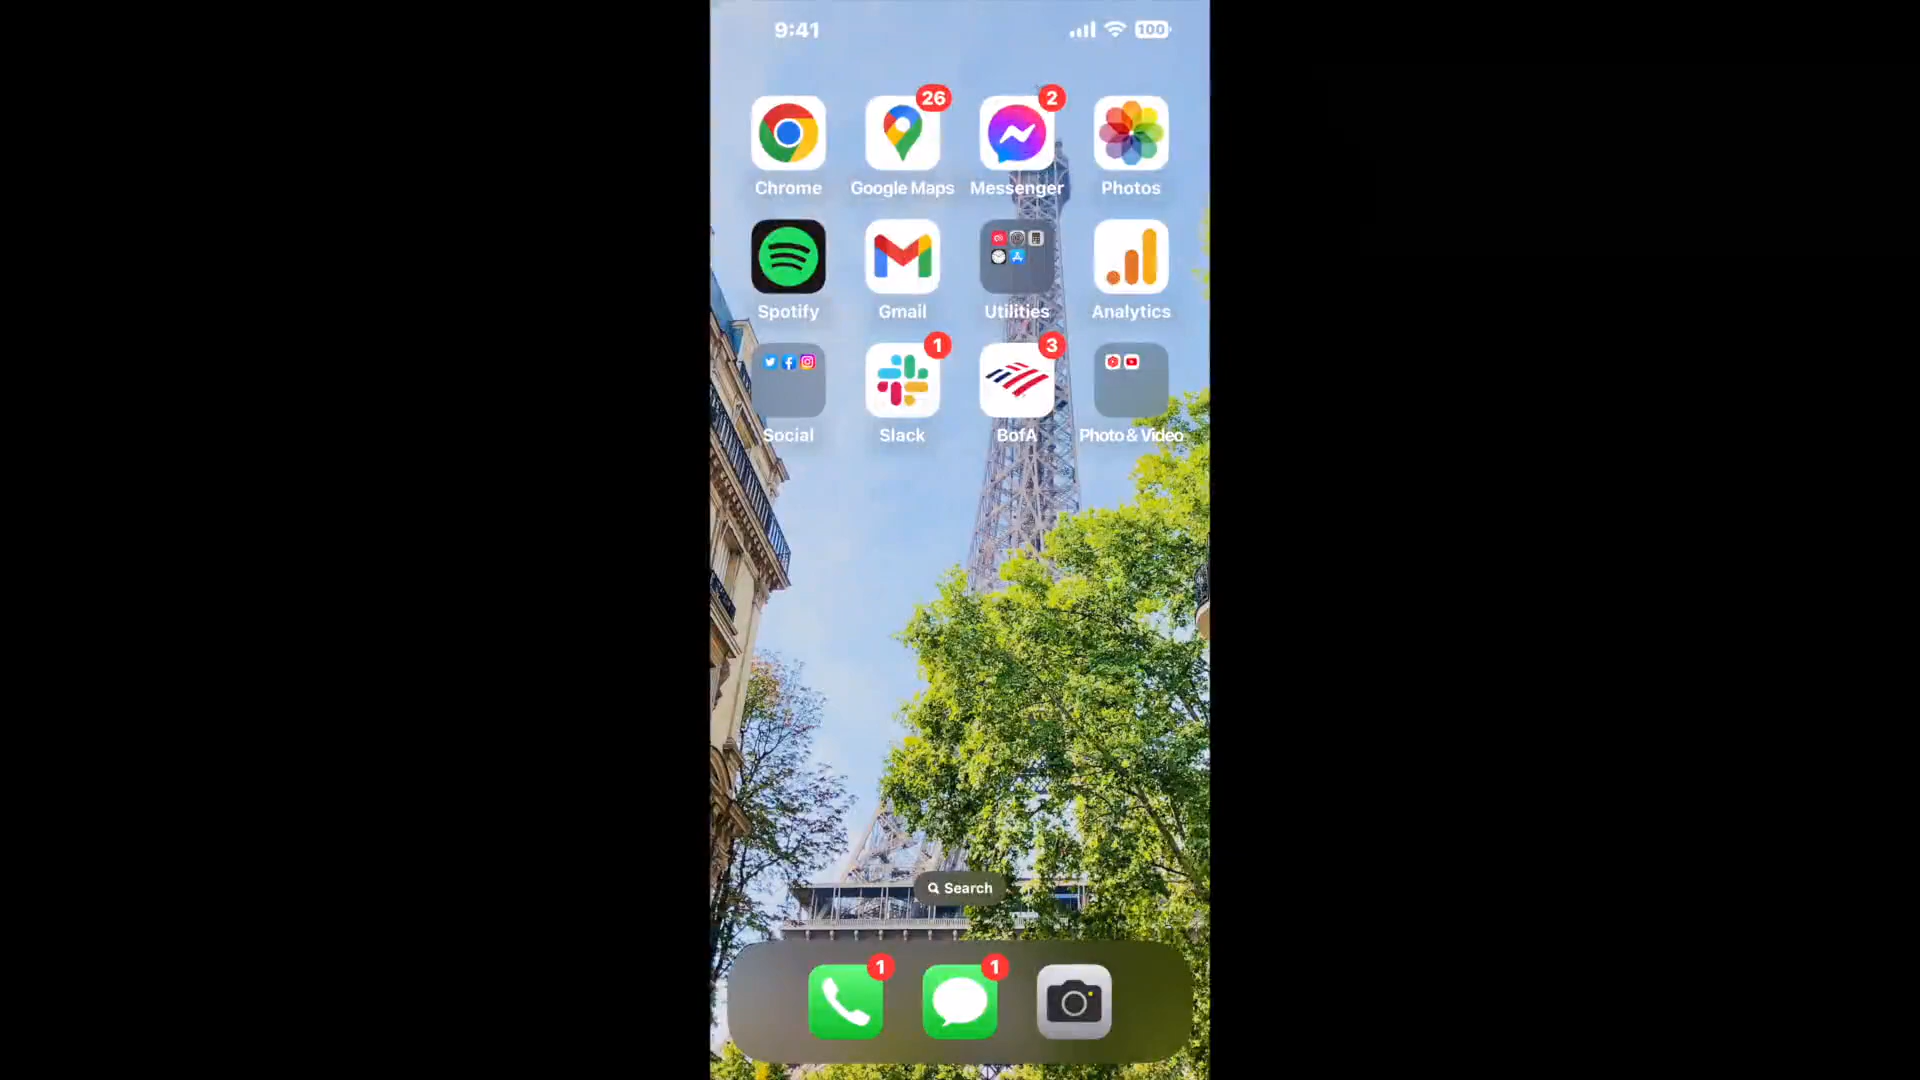 9:41
100
26
2
Chrome
Google Maps
Messenger
Photos
Spotify
Gmail
Utilities
Analytics
1
3
Social
Slack
BofA
Photo & Video
Search
1
1